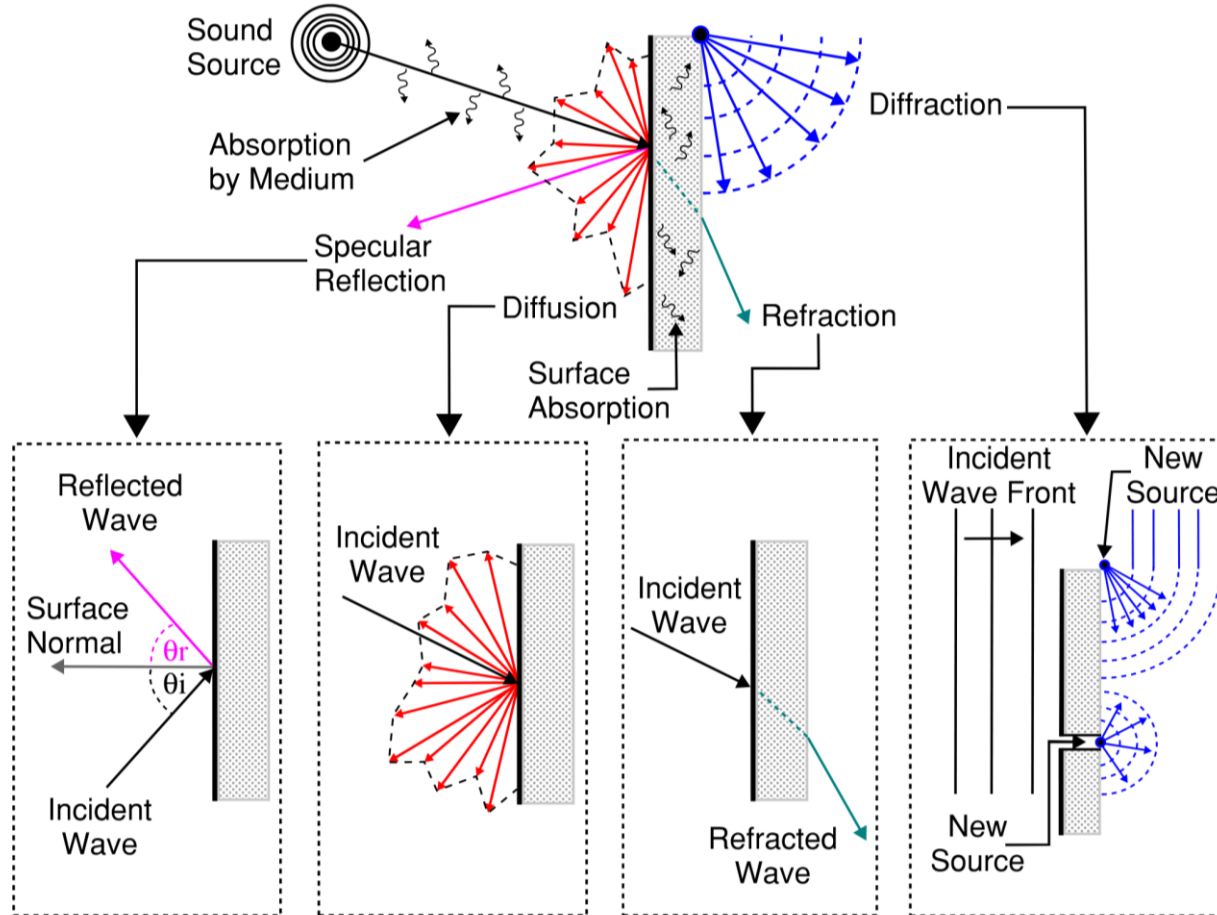 Sound
Source
Diffraction
Absorption
by Medium
Specular
Reflection
Diffusion
Refraction
Surface
Absorption
Reflected
Wave
Surface
Normal
θr
θi
Incident
Wave
Incident
Wave
Incident
Wave
Refracted
Wave
Incident
Wave Front
New
Source
New
Source